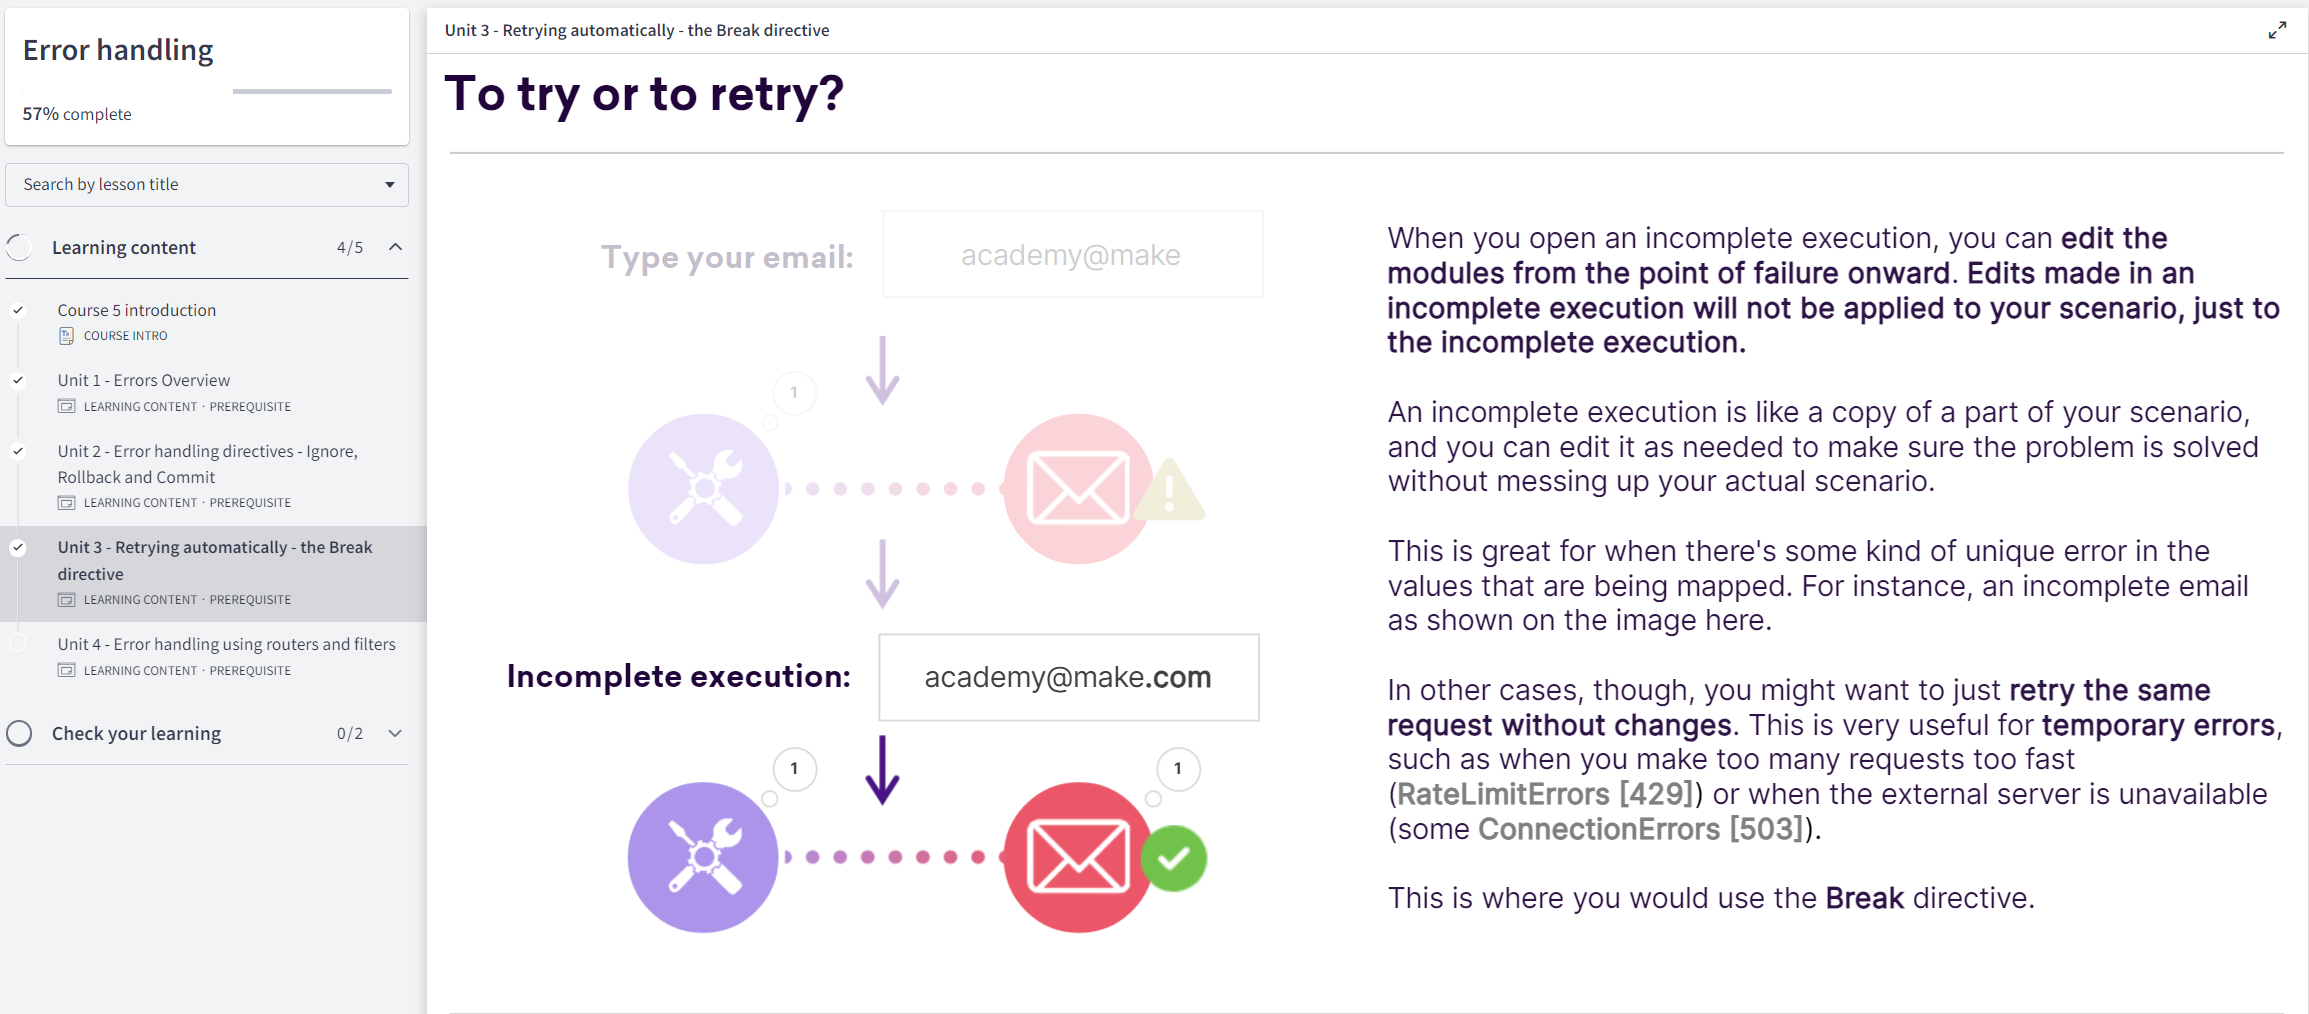 Error handling
57% complete
Search by lesson title
Learning content 4/5
Course 5 introduction
COURSE INTRO
Unit 1 - Errors Overview
LEARNING CONTENT · PREREQUISITE
Unit 2 - Error handling directives - Ignore,
Rollback and Commit
LEARNING CONTENT · PREREQUISITE
Unit 3 - Retrying automatically - the Break
directive
LEARNING CONTENT · PREREQUISITE
Unit 4 - Error handling using routers and filters
LEARNING CONTENT · PREREQUISITE
Check your learning 0/2
Unit 3 - Retrying automatically - the Break directive
To try or to retry?
Type your email: academy@make
1
Incomplete execution: academy@make.com
1 1
When you open an incomplete execution, you can edit the
modules from the point of failure onward. Edits made in an
incomplete execution will not be applied to your scenario, just to
the incomplete execution.
An incomplete execution is like a copy of a part of your scenario,
and you can edit it as needed to make sure the problem is solved
without messing up your actual scenario.
This is great for when there's some kind of unique error in the
values that are being mapped. For instance, an incomplete email
as shown on the image here.
In other cases, though, you might want to just retry the same
request without changes. This is very useful for temporary errors,
such as when you make too many requests too fast
(RateLimitErrors [429]) or when the external server is unavailable
(some ConnectionErrors [503]).
This is where you would use the Break directive.